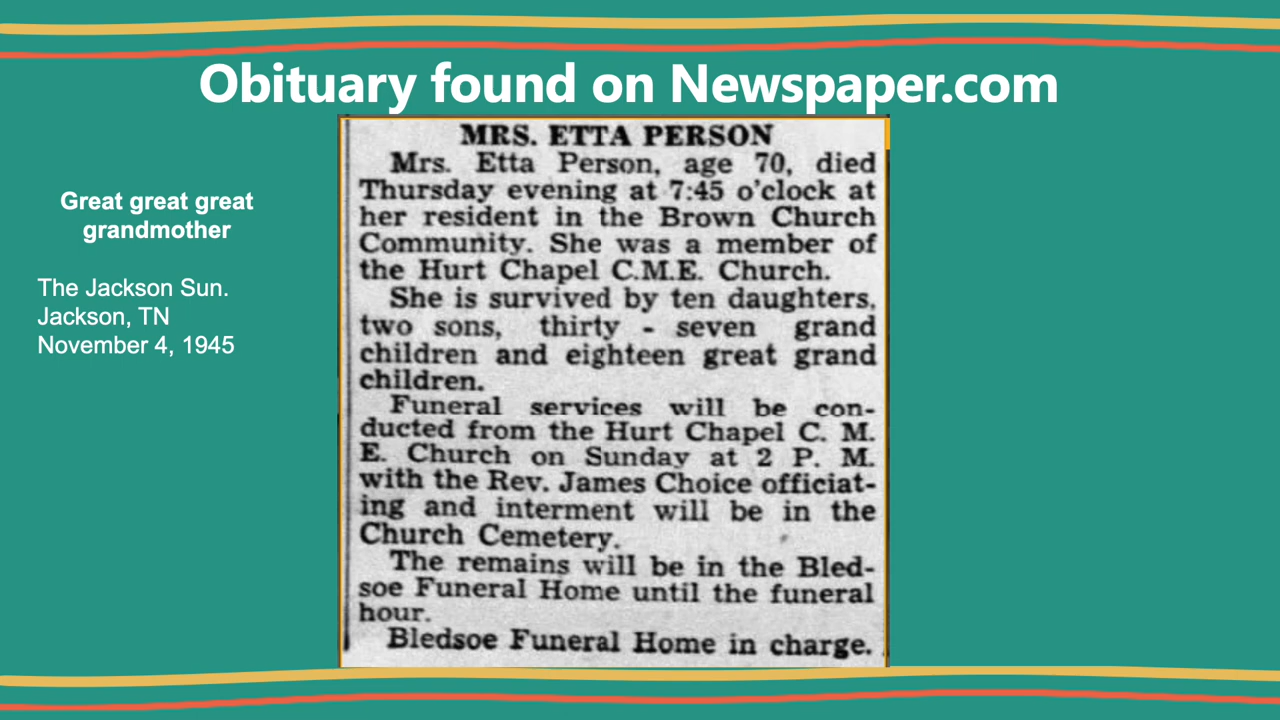 Obituary found on Newspaper.com
Great great great
grandmother
The Jackson Sun.
Jackson, TN
November 4, 1945
MRS. ETTA PERSON
Mrs. Etta Person, age 70, died
Thursday evening at 7:45 o'clock at
her resident in the Brown Church
Community. She was a member of
the Hurt Chapel C.M.E. Church.
She is survived by ten daughters,
two sons, thirty - seven grand
children and eighteen great grand
children.
Funeral services will be con-
ducted from the Hurt Chapel C. M.
E. Church on Sunday at 2 P. M.
with the Rev. James Choice officiat-
ing and interment will be in the
Church Cemetery.
The remains will be in the Bled-
soe Funeral Home until the funeral
hour.
Bledsoe Funeral Home in charge.